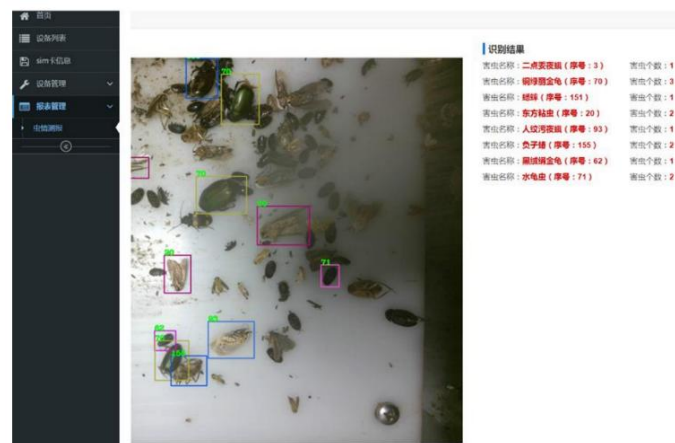 首页
设备列表
sim卡信息
设备管理
报表管理
虫情测报
识别结果
害虫名称：二点委夜蛾（序号：3） 害虫个数：1
害虫名称：铜绿丽金龟（序号：70） 害虫个数：3
害虫名称：蟋蟀（序号：151） 害虫个数：1
害虫名称：东方粘虫（序号：20） 害虫个数：2
害虫名称：人纹污夜蛾（序号：93） 害虫个数：1
害虫名称：负子蝽（序号：155） 害虫个数：2
害虫名称：黑绒鳃金龟（序号：62） 害虫个数：1
害虫名称：水龟虫（序号：71） 害虫个数：2
70
71
62